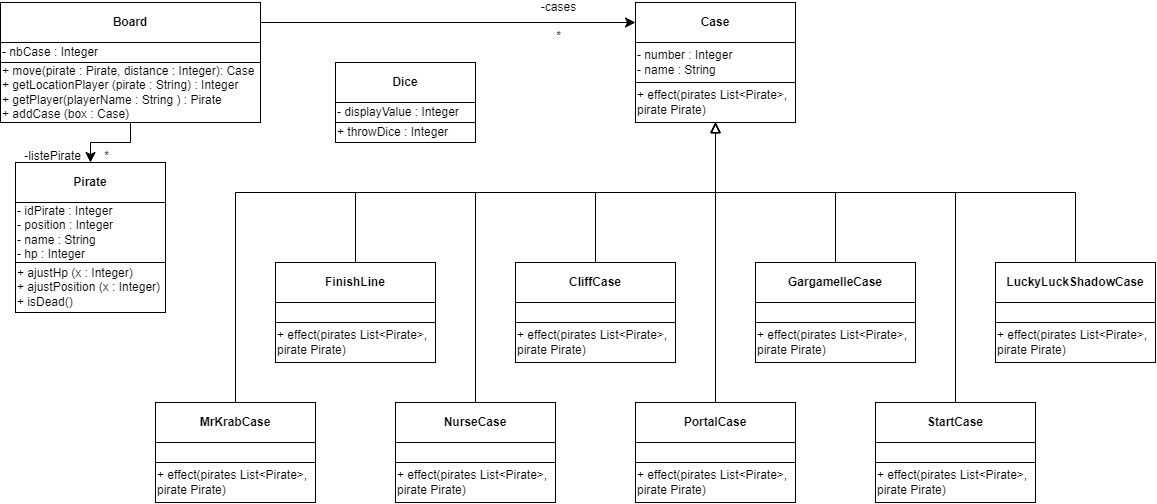 Board
- nbCase : Integer
+ move(pirate : Pirate, distance : Integer): Case
+ getLocationPlayer (pirate : String) : Integer
+ getPlayer(playerName : String ) : Pirate
+ addCase (box : Case)
-cases
*
Case
- number : Integer
- name : String
+ effect(pirates List<Pirate>,
pirate Pirate)
Dice
- displayValue : Integer
+ throwDice : Integer
-listePirate
*
Pirate
- idPirate : Integer
- position : Integer
- name : String
- hp : Integer
+ ajustHp (x : Integer)
+ ajustPosition (x : Integer)
+ isDead()
FinishLine
+ effect(pirates List<Pirate>,
pirate Pirate)
CliffCase
+ effect(pirates List<Pirate>,
pirate Pirate)
GargamelleCase
+ effect(pirates List<Pirate>,
pirate Pirate)
LuckyLuckShadowCase
+ effect(pirates List<Pirate>,
pirate Pirate)
MrKrabCase
+ effect(pirates List<Pirate>,
pirate Pirate)
NurseCase
+ effect(pirates List<Pirate>,
pirate Pirate)
PortalCase
+ effect(pirates List<Pirate>,
pirate Pirate)
StartCase
+ effect(pirates List<Pirate>,
pirate Pirate)